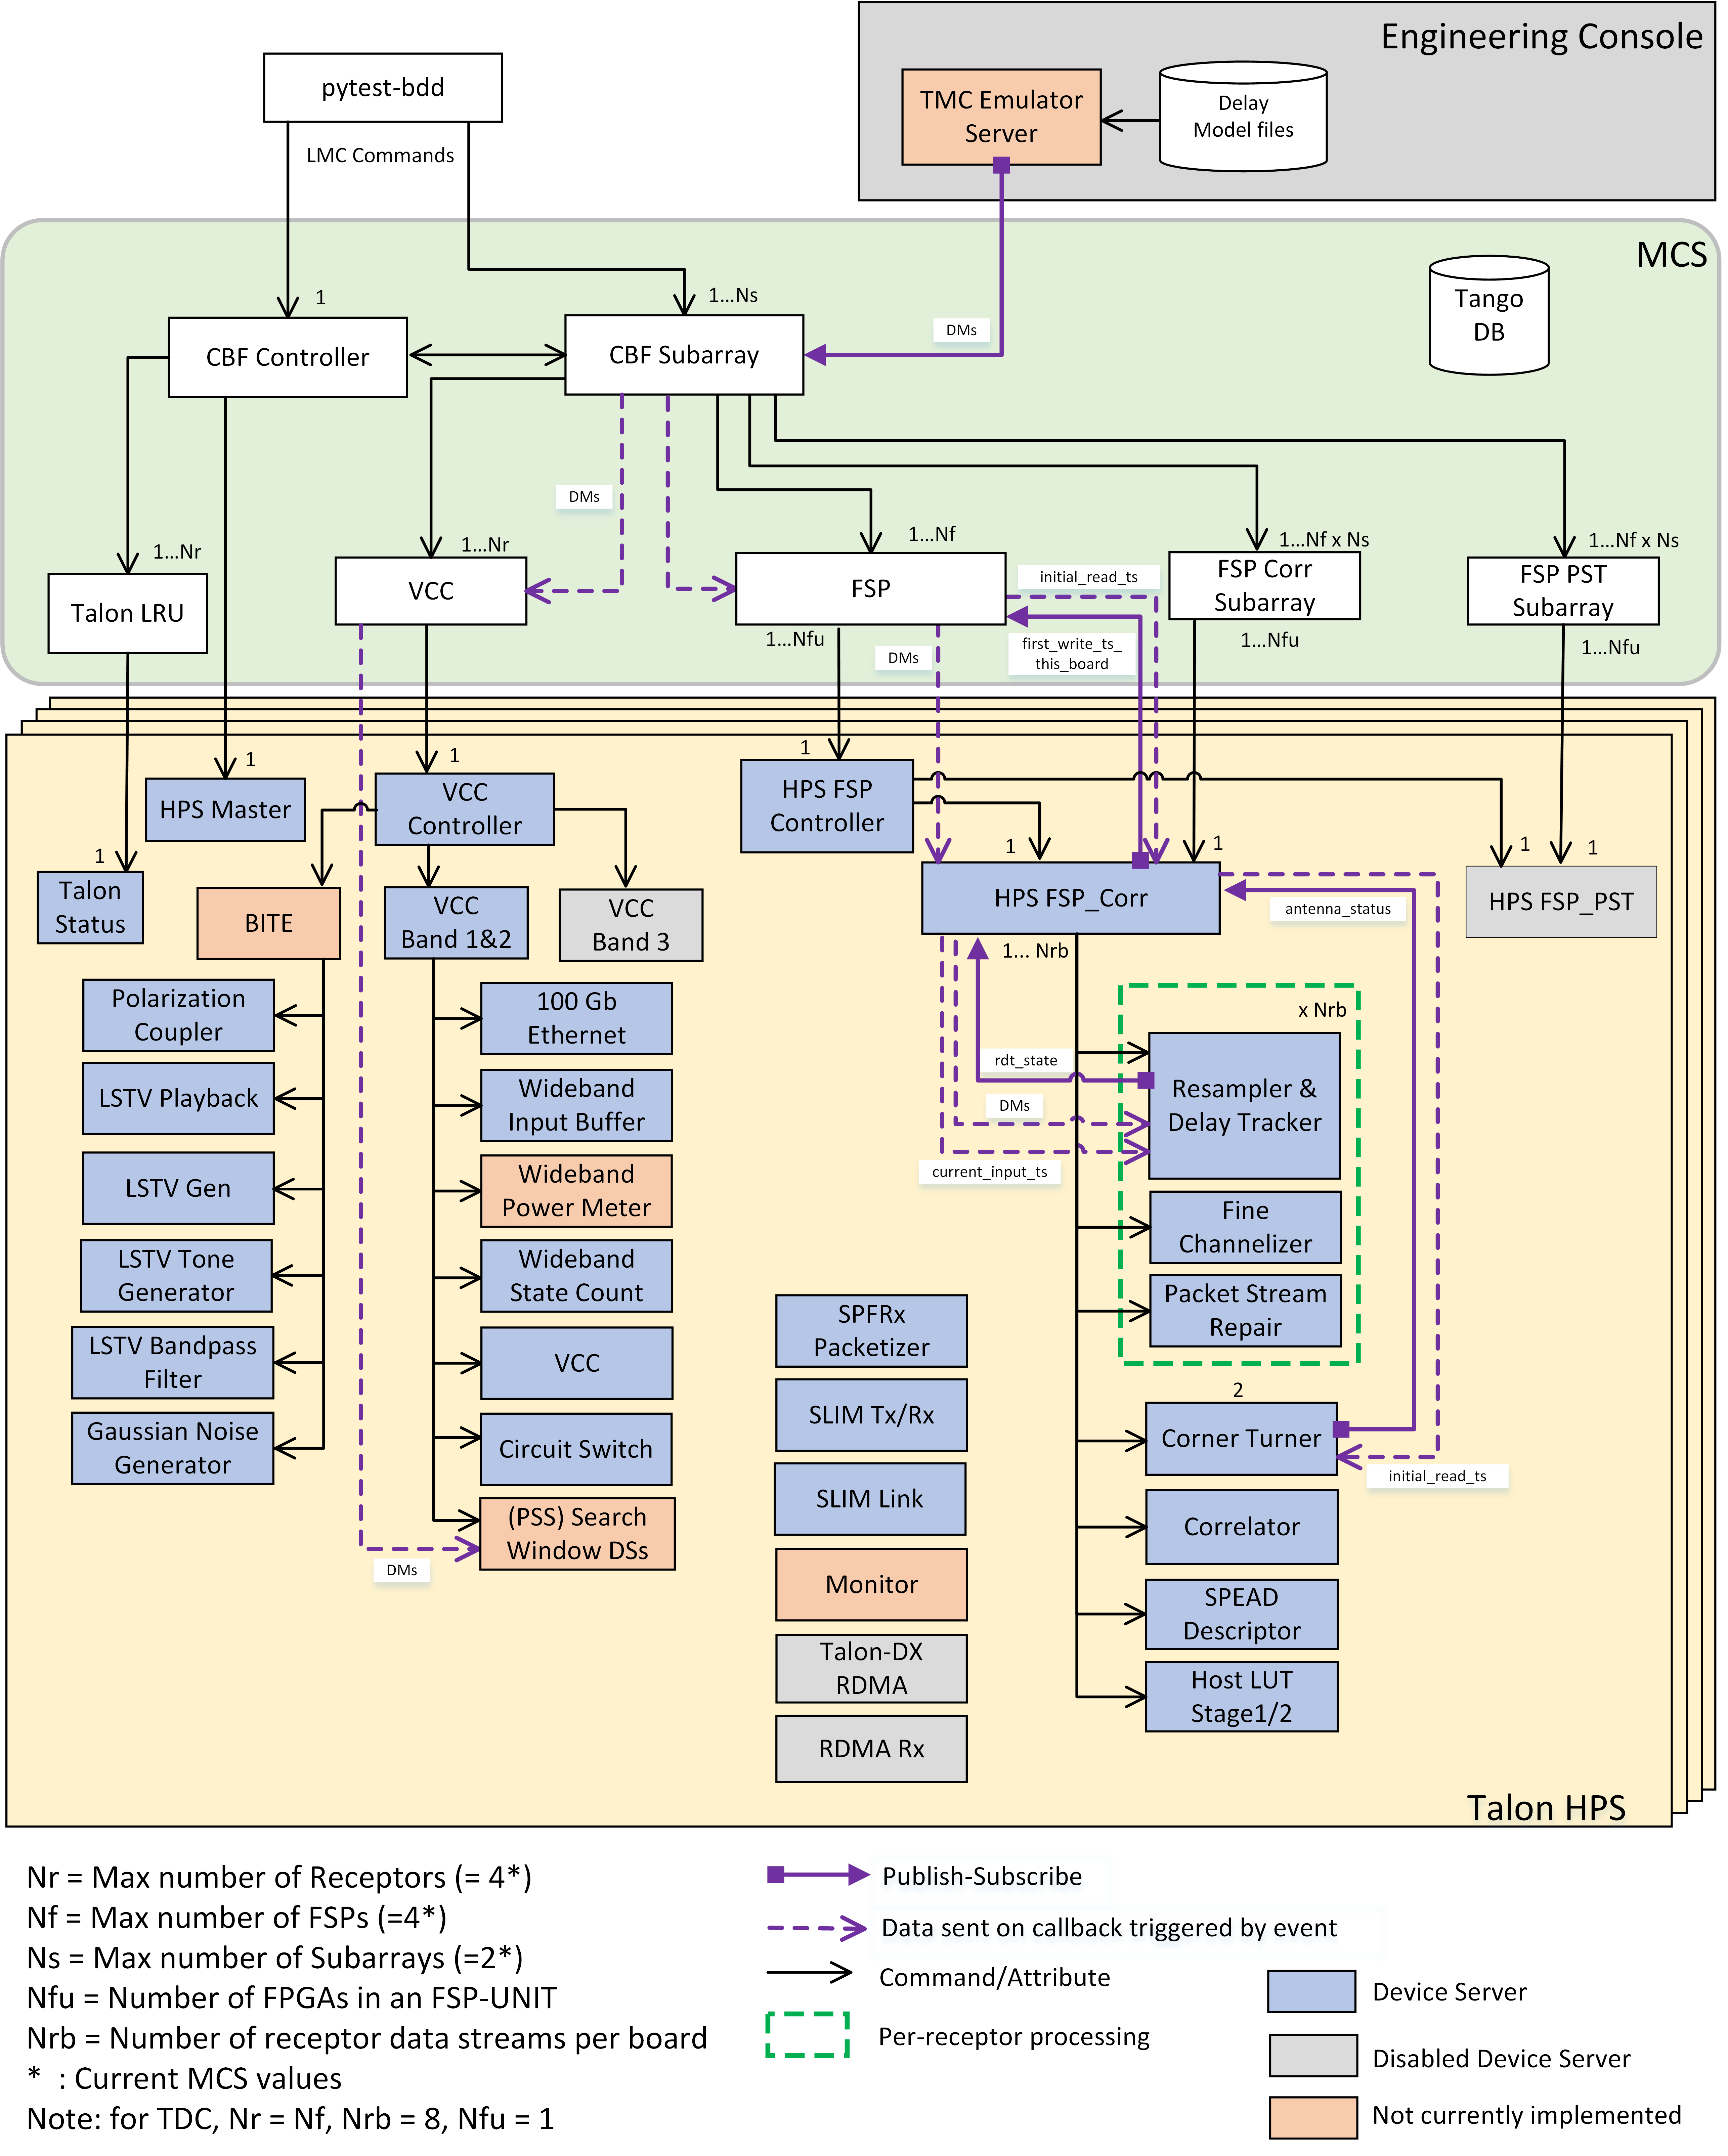 Engineering Console
pytest-bdd
TMC Emulator
Server
Delay
Model files
LMC Commands
MCS
Tango
DB
1
1...Ns
DMs
CBF Controller
CBF Subarray
DMs
1...Nr
1...Nr
1...Nf
1...Nf x Ns
1...Nf x Ns
Talon LRU
VCC
FSP
initial_read_ts
FSP Corr
Subarray
FSP PST
Subarray
1...Nfu
DMs
first_write_ts_
this_board
1...Nfu
1...Nfu
1
1
1
HPS Master
VCC
Controller
HPS FSP
Controller
1
1
1
1
1
Talon
Status
BITE
VCC
Band 1&2
VCC
Band 3
HPS FSP_Corr
antenna_status
HPS FSP_PST
1... Nrb
Polarization
Coupler
LSTV Playback
LSTV Gen
LSTV Tone
Generator
LSTV Bandpass
Filter
Gaussian Noise
Generator
100 Gb
Ethernet
Wideband
Input Buffer
Wideband
Power Meter
Wideband
State Count
VCC
Circuit Switch
(PSS) Search
Window DSs
DMs
x Nrb
rdt_state
DMs
current_input_ts
Resampler &
Delay Tracker
Fine
Channelizer
Packet Stream
Repair
SPFRx
Packetizer
SLIM Tx/Rx
SLIM Link
Monitor
Talon-DX
RDMA
RDMA Rx
2
Corner Turner
initial_read_ts
Correlator
SPEAD
Descriptor
Host LUT
Stage1/2
Talon HPS
Nr = Max number of Receptors (= 4*)
Nf = Max number of FSPs (=4*)
Ns = Max number of Subarrays (=2*)
Nfu = Number of FPGAs in an FSP-UNIT
Nrb = Number of receptor data streams per board
* : Current MCS values
Note: for TDC, Nr = Nf, Nrb = 8, Nfu = 1
Publish-Subscribe
Data sent on callback triggered by event
Command/Attribute
Per-receptor processing
Device Server
Disabled Device Server
Not currently implemented